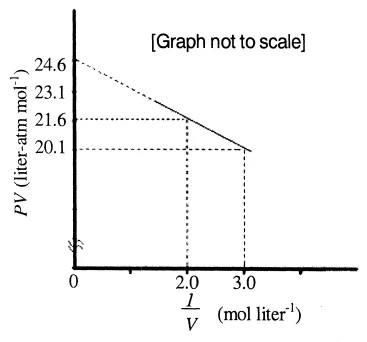 [Graph not to scale]
24.6
23.1
21.6
20.1
PV (liter-atm mol⁻¹)
0
2.0
3.0
1
V
(mol liter⁻¹)